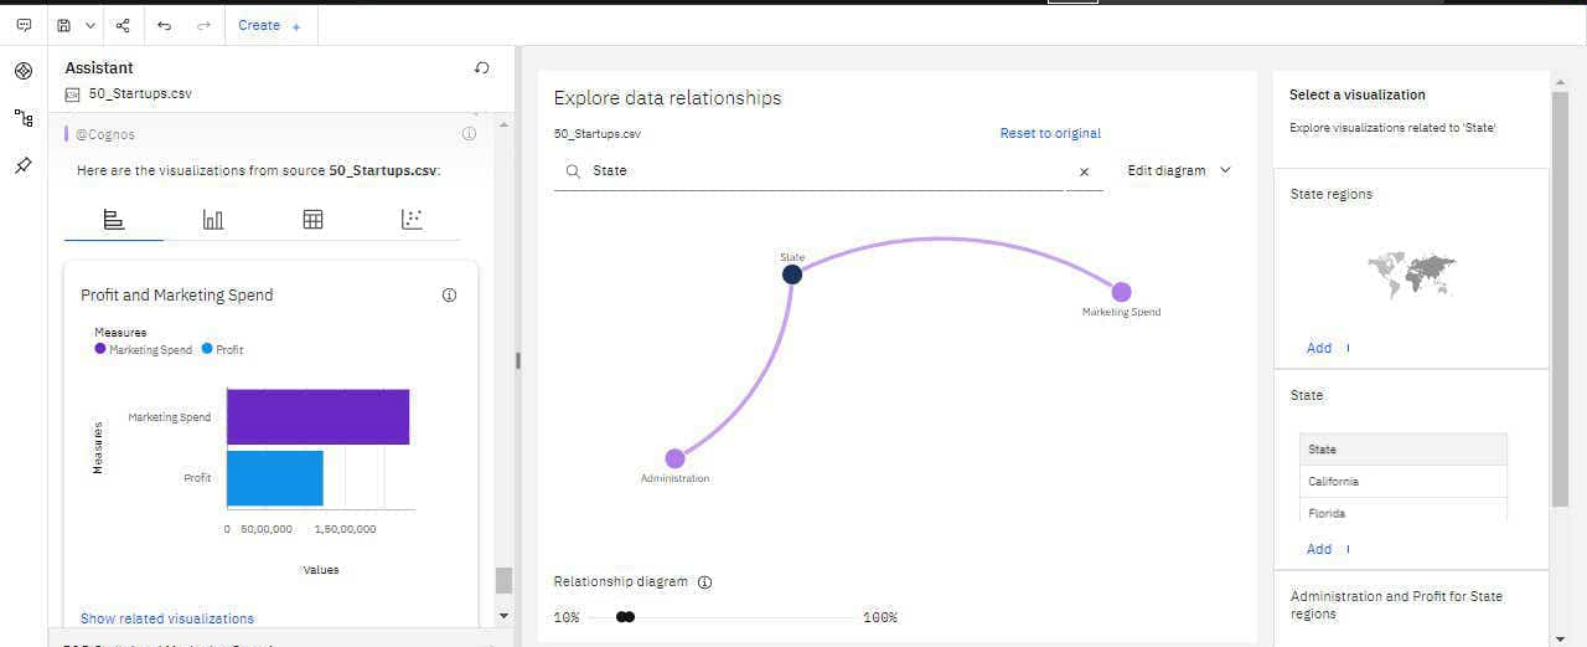 Create +
Assistant
50_Startups.csv
@Cognos
Here are the visualizations from source 50_Startups.csv:
Profit and Marketing Spend
Measures
Marketing Spend Profit
Measures
Marketing Spend
Profit
0 50,00,000 1,50,00,000
Values
Show related visualizations
Explore data relationships
50_Startups.csv
Reset to original
State
Edit diagram
State
Marketing Spend
Administration
Relationship diagram
10% 100%
Select a visualization
Explore visualizations related to 'State'
State regions
Add
State
State
California
Florida
Add
Administration and Profit for State
regions